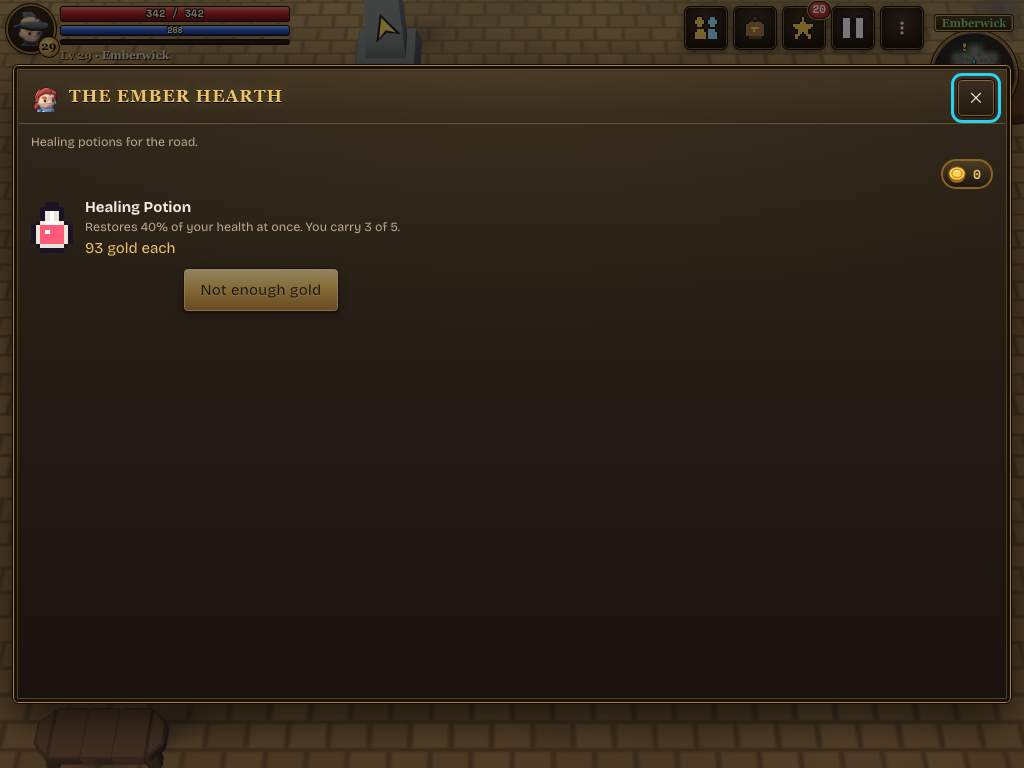 342 / 342
268
29
Lv 29 · Emberwick
20
Emberwick
THE EMBER HEARTH
Healing potions for the road.
0
Healing Potion
Restores 40% of your health at once. You carry 3 of 5.
93 gold each
Not enough gold